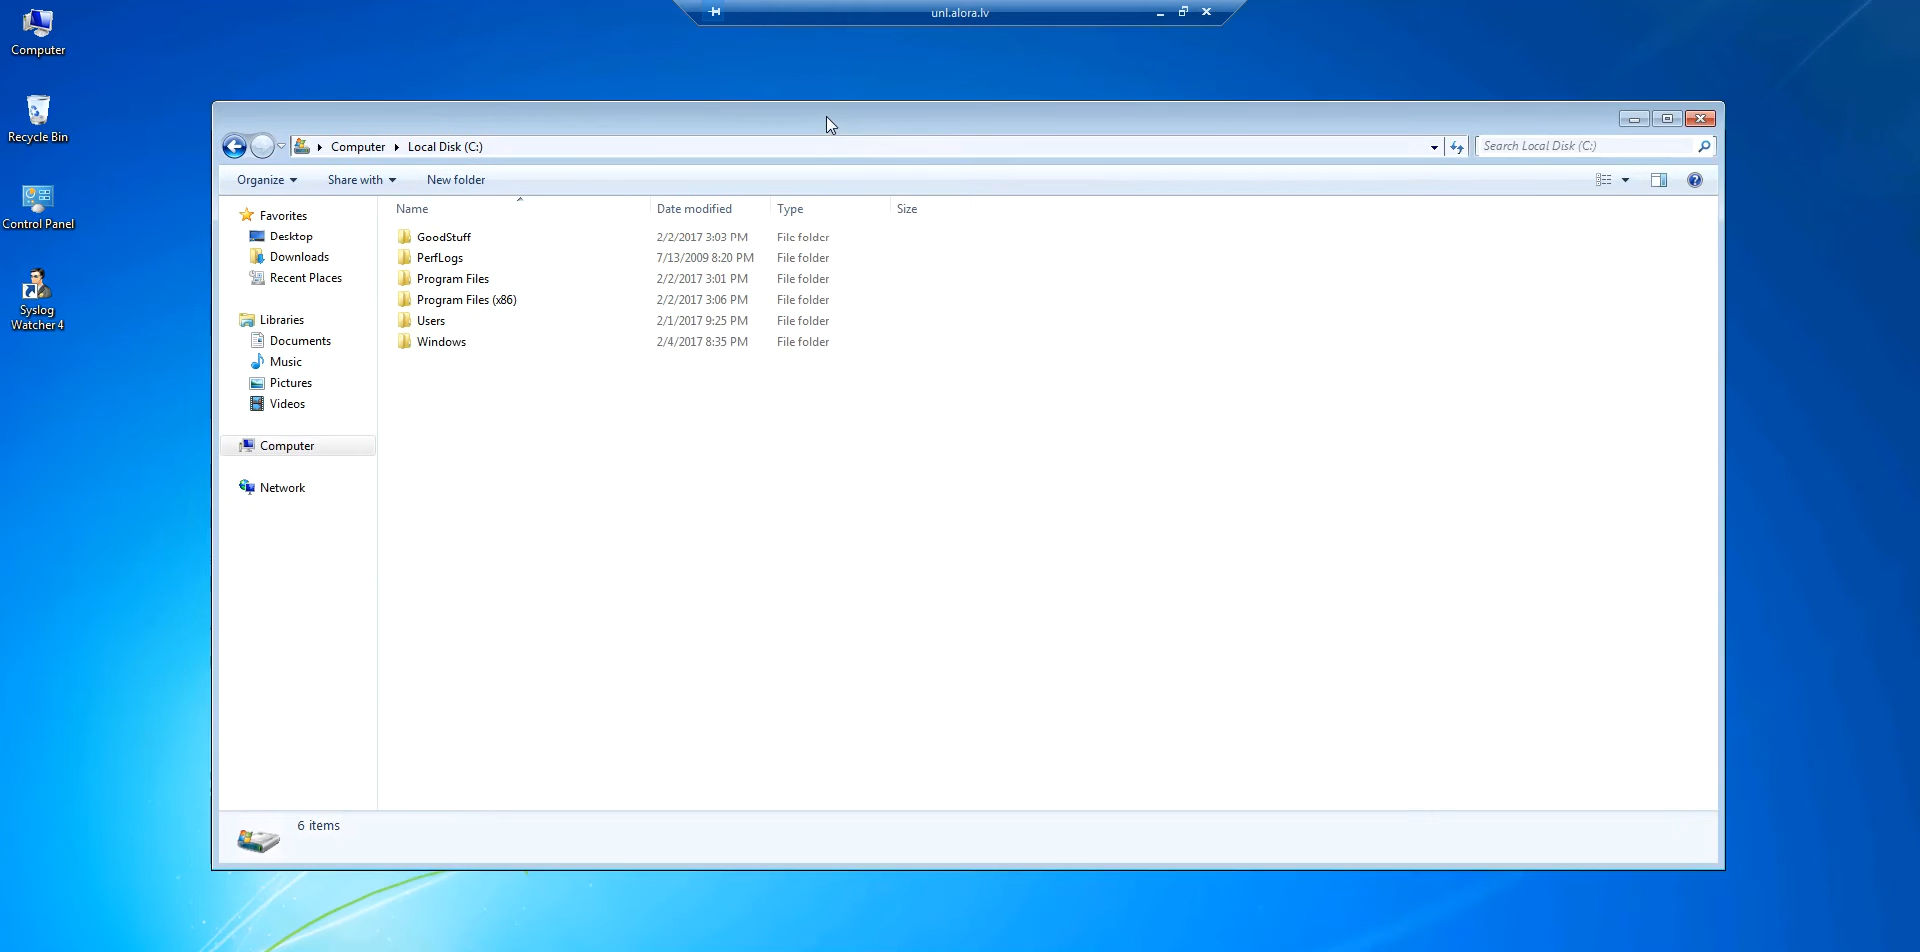 unl.alora.lv
Computer
Recycle Bin
Control Panel
Syslog
Watcher 4
Computer Local Disk (C:)
Search Local Disk (C:)
Organize Share with New folder
Name Date modified Type Size
GoodStuff 2/2/2017 3:03 PM File folder
PerfLogs 7/13/2009 8:20 PM File folder
Program Files 2/2/2017 3:01 PM File folder
Program Files (x86) 2/2/2017 3:06 PM File folder
Users 2/1/2017 9:25 PM File folder
Windows 2/4/2017 8:35 PM File folder
Favorites
Desktop
Downloads
Recent Places
Libraries
Documents
Music
Pictures
Videos
Computer
Network
6 items